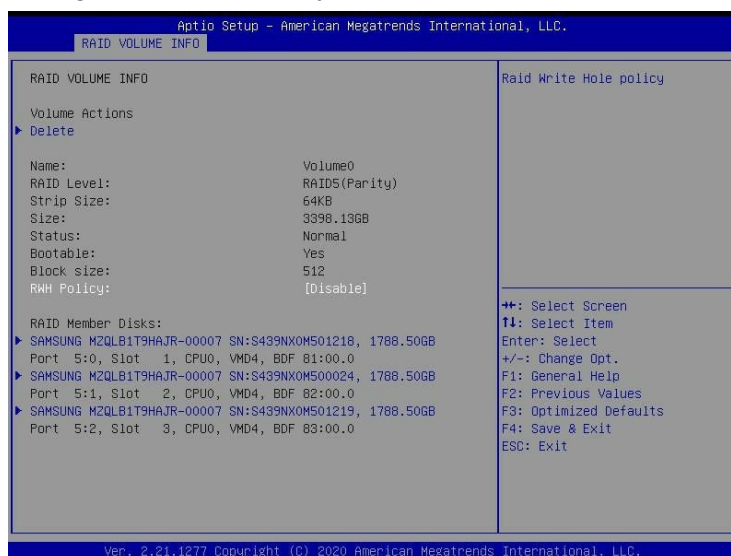 Aptio Setup – American Megatrends International, LLC.
RAID VOLUME INFO
RAID VOLUME INFO
Volume Actions
Delete
Name: Volume0
RAID Level: RAID5(Parity)
Strip Size: 64KB
Size: 3398.13GB
Status: Normal
Bootable: Yes
Block size: 512
RWH Policy: [Disable]
RAID Member Disks:
SAMSUNG MZQLB1T9HAJR-00007 SN:S439NX0M501218, 1788.50GB
Port 5:0, Slot 1, CPU0, VMD4, BDF 81:00.0
SAMSUNG MZQLB1T9HAJR-00007 SN:S439NX0M500024, 1788.50GB
Port 5:1, Slot 2, CPU0, VMD4, BDF 82:00.0
SAMSUNG MZQLB1T9HAJR-00007 SN:S439NX0M501219, 1788.50GB
Port 5:2, Slot 3, CPU0, VMD4, BDF 83:00.0
Raid Write Hole policy
→←: Select Screen
↑↓: Select Item
Enter: Select
+/-: Change Opt.
F1: General Help
F2: Previous Values
F3: Optimized Defaults
F4: Save & Exit
ESC: Exit
Ver. 2.21.1277 Copyright (C) 2020 American Megatrends International, LLC.